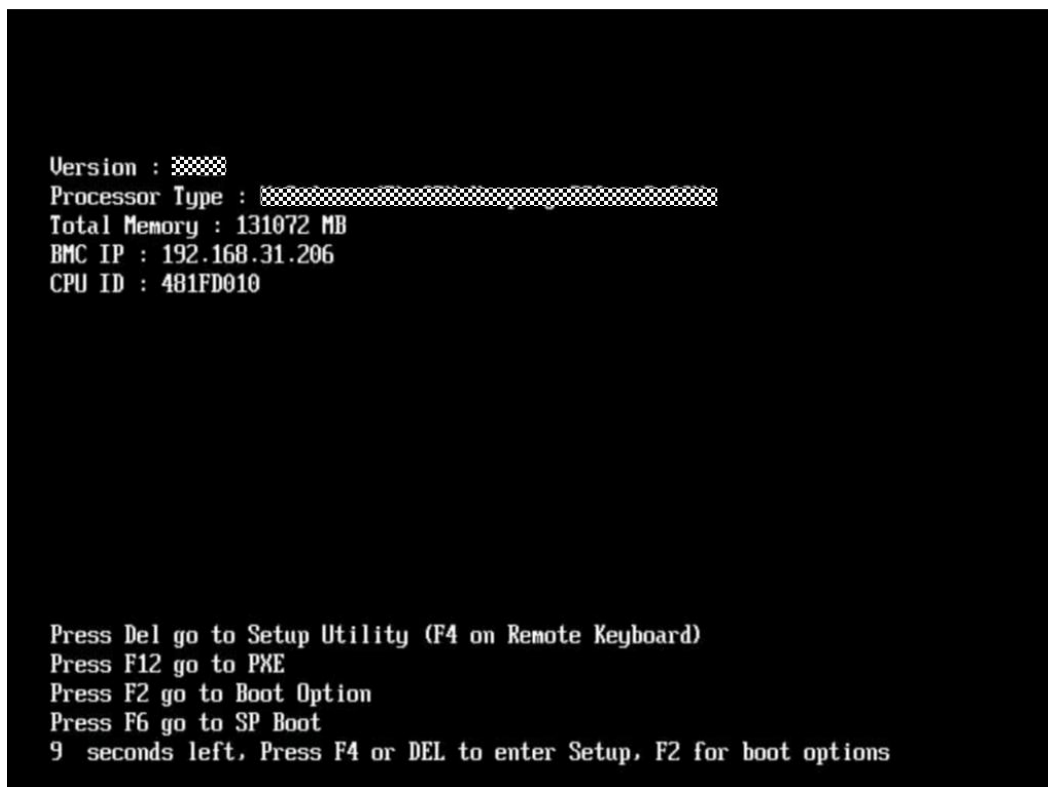 Version :
Processor Type :
Total Memory : 131072 MB
BMC IP : 192.168.31.206
CPU ID : 481FD010
Press Del go to Setup Utility (F4 on Remote Keyboard)
Press F12 go to PXE
Press F2 go to Boot Option
Press F6 go to SP Boot
9 seconds left, Press F4 or DEL to enter Setup, F2 for boot options